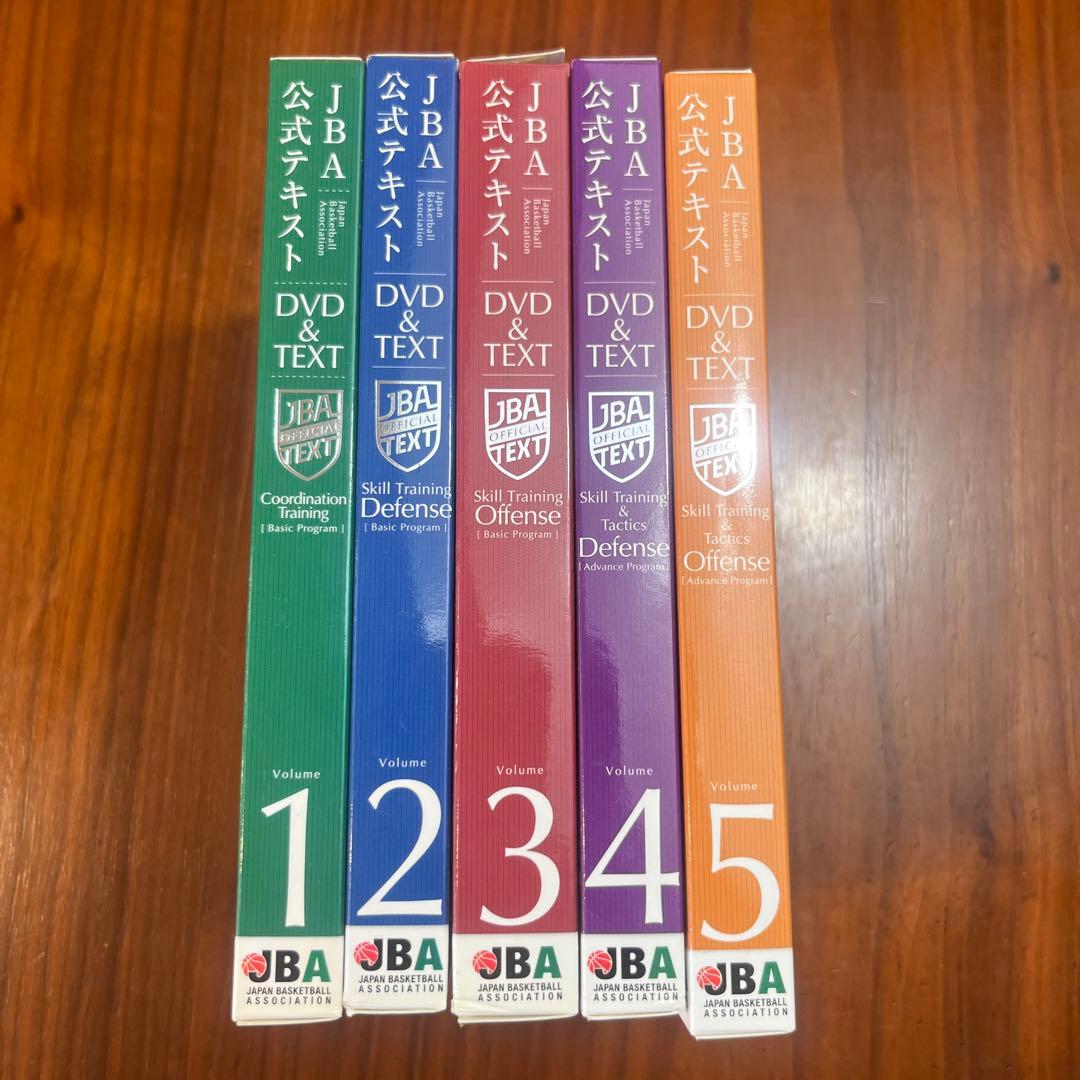 JBA
公式テキスト
Japan
Basketball
Association
DVD
&
TEXT
JBA
OFFICIAL
TEXT
Coordination
Training
[ Basic Program ]
Volume
1
JBA
JAPAN BASKETBALL
ASSOCIATION
JBA
公式テキスト
Japan
Basketball
Association
DVD
&
TEXT
JBA
OFFICIAL
TEXT
Skill Training
Defense
[ Basic Program ]
Volume
2
JBA
JAPAN BASKETBALL
ASSOCIATION
JBA
公式テキスト
Japan
Basketball
Association
DVD
&
TEXT
JBA
OFFICIAL
TEXT
Skill Training
Offense
[ Basic Program ]
Volume
3
JBA
JAPAN BASKETBALL
ASSOCIATION
JBA
公式テキスト
Japan
Basketball
Association
DVD
&
TEXT
JBA
OFFICIAL
TEXT
Skill Training
&
Tactics
Defense
[ Advance Program ]
Volume
4
JBA
JAPAN BASKETBALL
ASSOCIATION
JBA
公式テキスト
Japan
Basketball
Association
DVD
&
TEXT
JBA
OFFICIAL
TEXT
Skill Training
&
Tactics
Offense
[ Advance Program ]
Volume
5
JBA
JAPAN BASKETBALL
ASSOCIATION